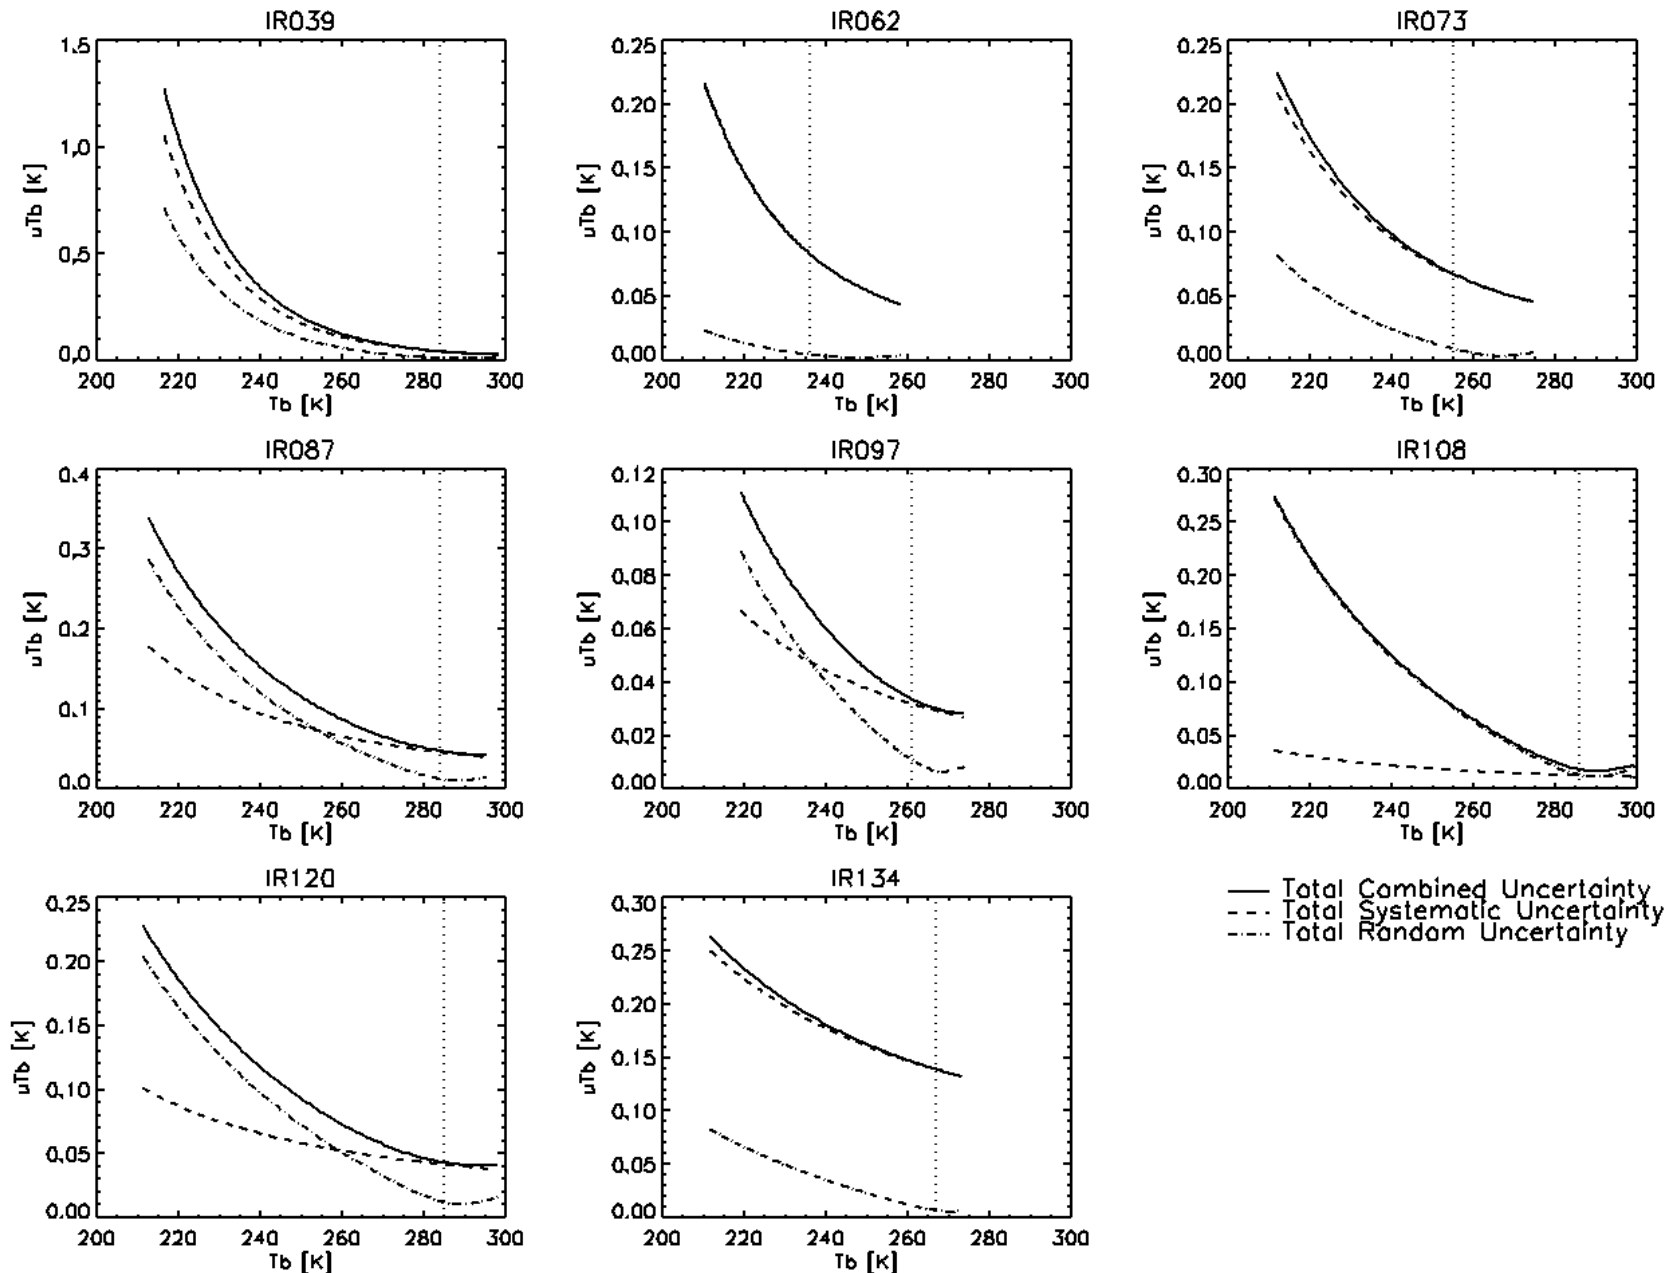 IR039
1.5
1.0
0.5
0.0
200 220 240 260 280 300
uTb [K]
Tb [K]
IR062
0.25
0.20
0.15
0.10
0.05
0.00
200 220 240 260 280 300
uTb [K]
Tb [K]
IR073
0.25
0.20
0.15
0.10
0.05
0.00
200 220 240 260 280 300
uTb [K]
Tb [K]
IR087
0.4
0.3
0.2
0.1
0.0
200 220 240 260 280 300
uTb [K]
Tb [K]
IR097
0.12
0.10
0.08
0.06
0.04
0.02
0.00
200 220 240 260 280 300
uTb [K]
Tb [K]
IR108
0.30
0.25
0.20
0.15
0.10
0.05
0.00
200 220 240 260 280 300
uTb [K]
Tb [K]
IR120
0.25
0.20
0.15
0.10
0.05
0.00
200 220 240 260 280 300
uTb [K]
Tb [K]
IR134
0.30
0.25
0.20
0.15
0.10
0.05
0.00
200 220 240 260 280 300
uTb [K]
Tb [K]
Total Combined Uncertainty
Total Systematic Uncertainty
Total Random Uncertainty